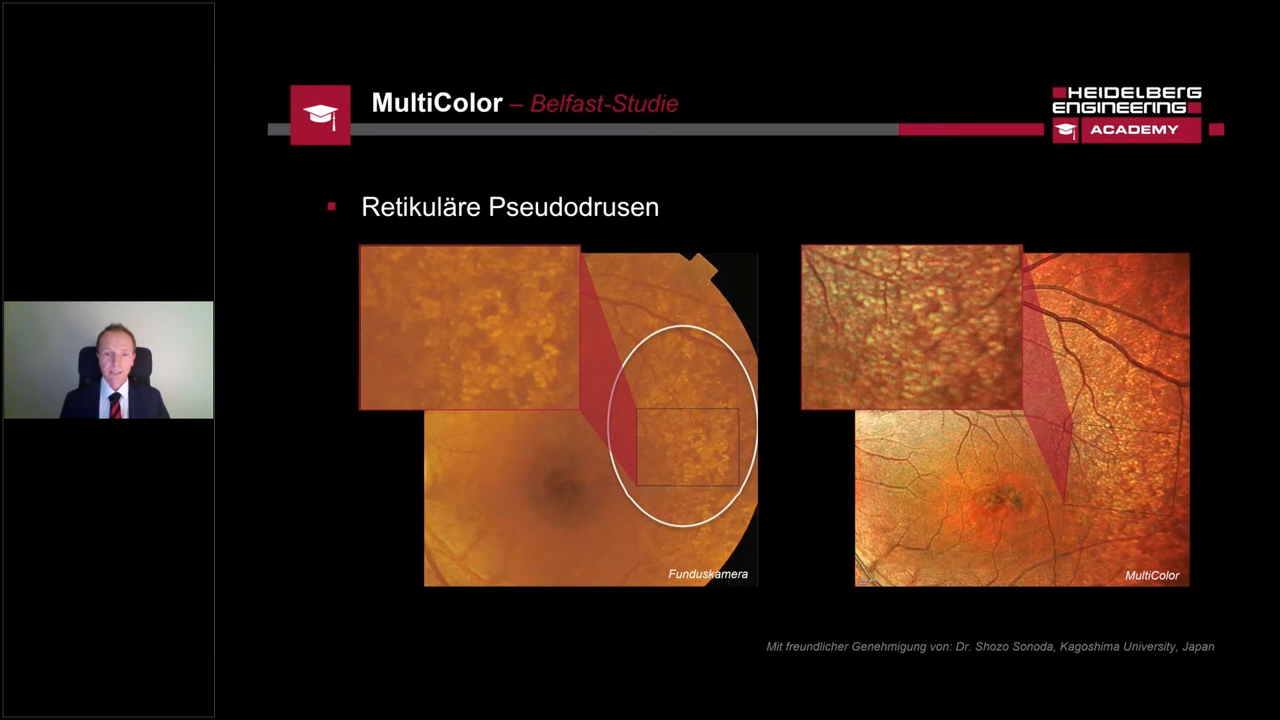 MultiColor – Belfast-Studie
HEIDELBERG
ENGINEERING
ACADEMY
Retikuläre Pseudodrusen
Funduskamera
MultiColor
Mit freundlicher Genehmigung von: Dr. Shozo Sonoda, Kagoshima University, Japan